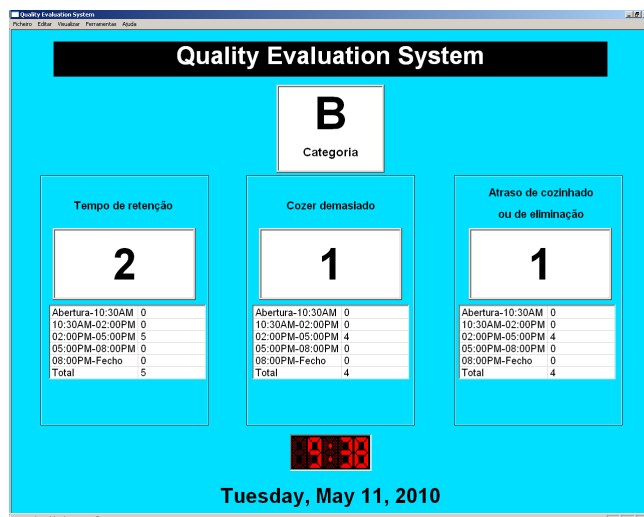 Quality Evaluation System
Ficheiro Editar Visualizar Ferramentas Ajuda
Quality Evaluation System
B
Categoria
Tempo de retenção
2
Abertura-10:30AM 0
10:30AM-02:00PM 0
02:00PM-05:00PM 5
05:00PM-08:00PM 0
08:00PM-Fecho 0
Total 5
Cozer demasiado
1
Abertura-10:30AM 0
10:30AM-02:00PM 0
02:00PM-05:00PM 4
05:00PM-08:00PM 0
08:00PM-Fecho 0
Total 4
Atraso de cozinhado
ou de eliminação
1
Abertura-10:30AM 0
10:30AM-02:00PM 0
02:00PM-05:00PM 4
05:00PM-08:00PM 0
08:00PM-Fecho 0
Total 4
9:38
Tuesday, May 11, 2010